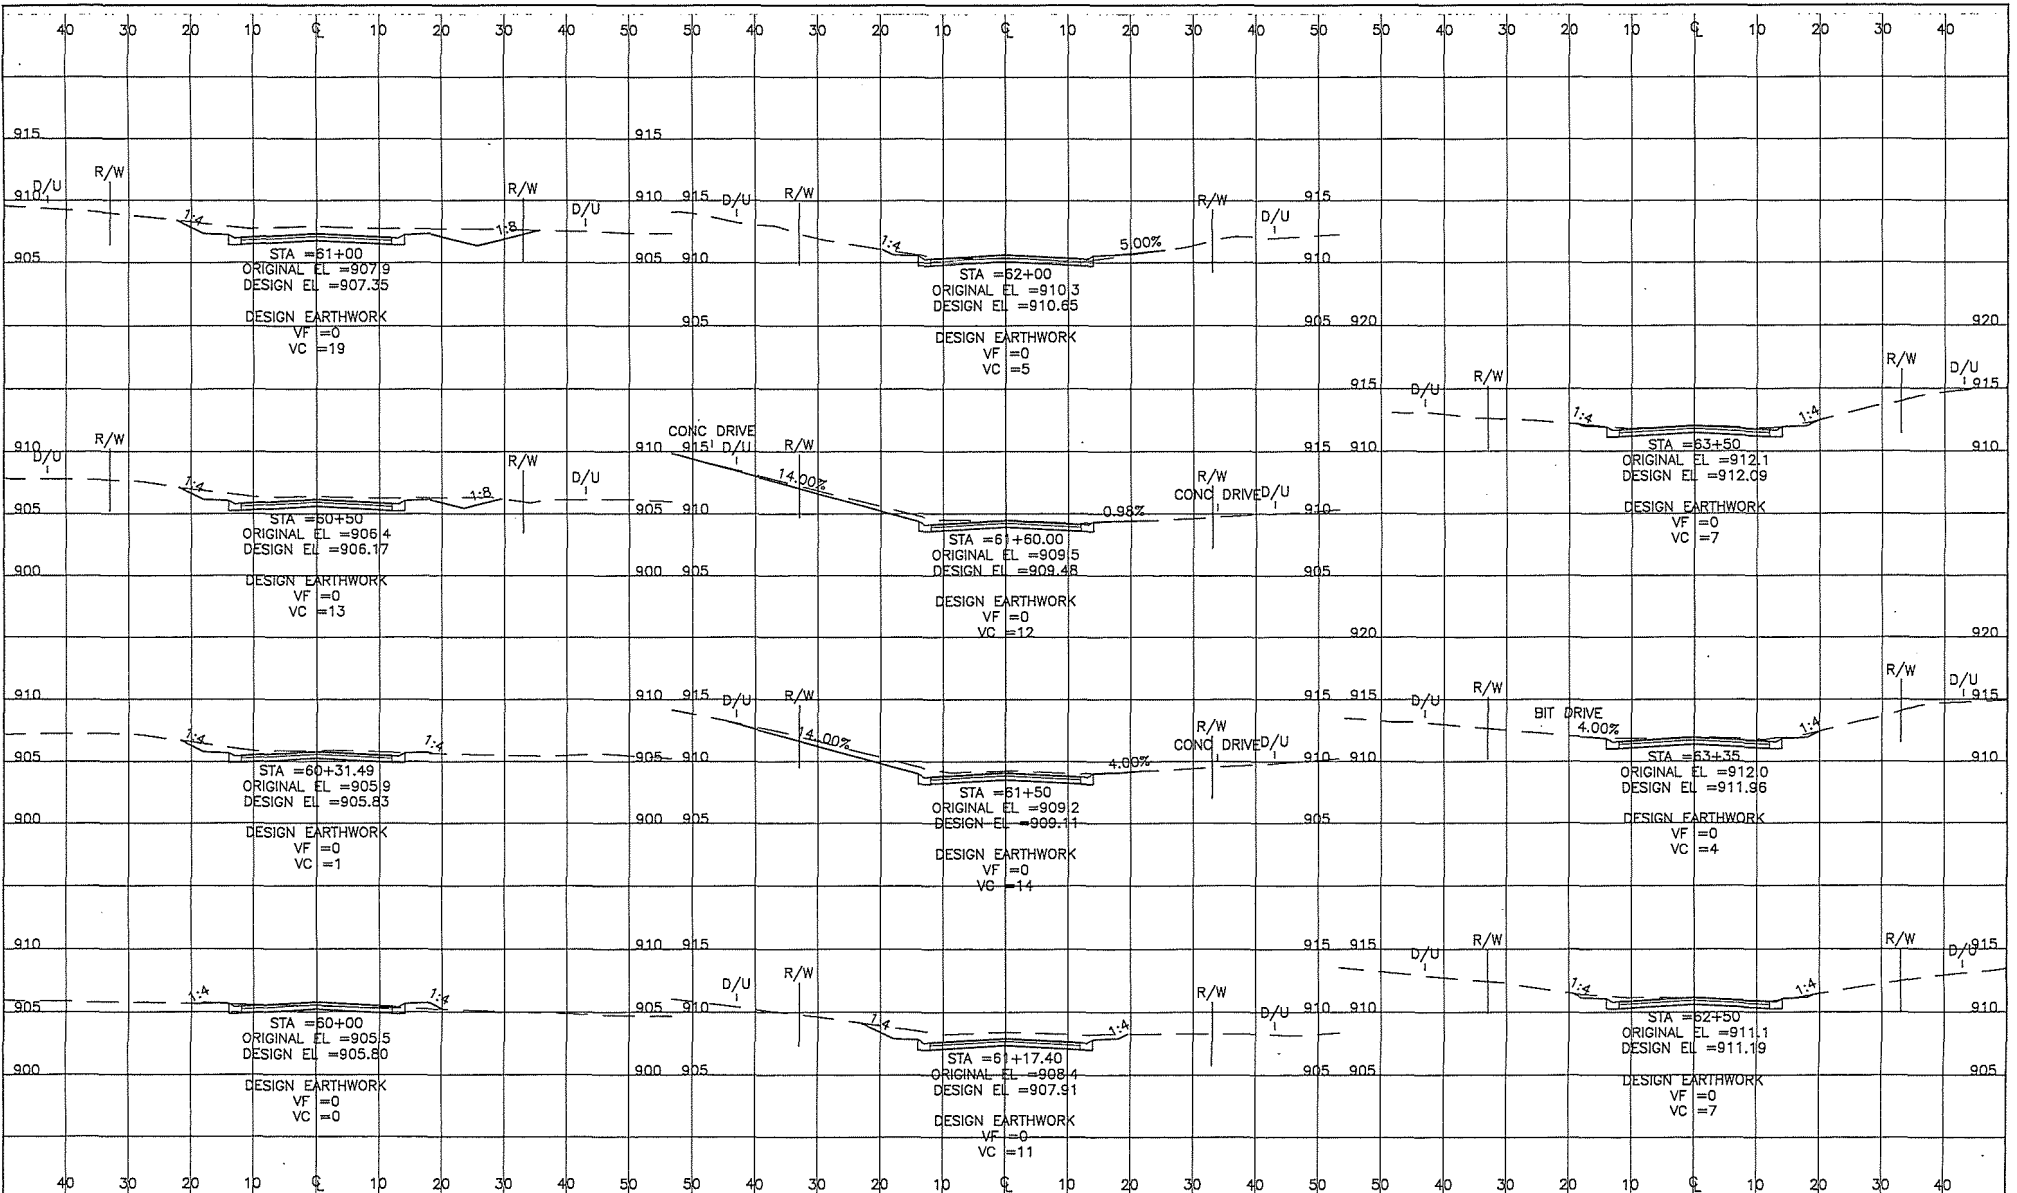 40 30 20 10 ℄ 10 20 30 40 50 40 30 20 10 ℄ 10 20 30 40 50 50 40 30 20 10 ℄ 10 20 30 40
915 915
910 D/U R/W R/W D/U 910
1:4 1:8
905 905
STA =61+00
ORIGINAL EL =907.9
DESIGN EL =907.35
DESIGN EARTHWORK
VF =0
VC =19
915 D/U R/W R/W D/U 915
1:4 5.00%
910 910
STA =62+00
ORIGINAL EL =910.3
DESIGN EL =910.65
905 905
DESIGN EARTHWORK
VF =0
VC =5
920 920
915 D/U R/W R/W D/U 915
1:4 1:4
910 910
STA =63+50
ORIGINAL EL =912.1
DESIGN EL =912.09
DESIGN EARTHWORK
VF =0
VC =7
905
910 D/U R/W R/W D/U 910
1:4 1:8
905 905
STA =60+50
ORIGINAL EL =906.4
DESIGN EL =906.17
900 900
DESIGN EARTHWORK
VF =0
VC =13
CONC DRIVE
915 D/U R/W R/W
14.00% CONC DRIVE D/U
910 0.98% 910
STA =61+60.00
ORIGINAL EL =909.5
DESIGN EL =909.48
905
DESIGN EARTHWORK
VF =0
VC =12
920 920
915 915 D/U R/W R/W D/U 915
BIT DRIVE
4.00% 1:4
910 910
STA =63+35
ORIGINAL EL =912.0
DESIGN EL =911.96
905
DESIGN EARTHWORK
VF =0
VC =4
910 910
1:4 1:4
905 905
STA =60+31.49
ORIGINAL EL =905.9
DESIGN EL =905.83
900 900
DESIGN EARTHWORK
VF =0
VC =1
915 D/U R/W R/W
14.00% CONC DRIVE D/U
910 4.00%
STA =61+50
ORIGINAL EL =909.2
DESIGN EL =909.11
905
DESIGN EARTHWORK
VF =0
VC =14
915 915 D/U R/W R/W D/U 915
1:4 1:4
910 910
STA =62+50
ORIGINAL EL =911.1
DESIGN EL =911.19
905 905 905
DESIGN EARTHWORK
VF =0
VC =7
910 910
1:4 1:4
905 905
STA =60+00
ORIGINAL EL =905.5
DESIGN EL =905.80
900 900
DESIGN EARTHWORK
VF =0
VC =0
915 D/U R/W R/W D/U
910 1:4 1:4
STA =61+17.40
ORIGINAL EL =908.4
DESIGN EL =907.91
905
DESIGN EARTHWORK
VF =0
VC =11
40 30 20 10 ℄ 10 20 30 40 50 40 30 20 10 ℄ 10 20 30 40 50 50 40 30 20 10 ℄ 10 20 30 40